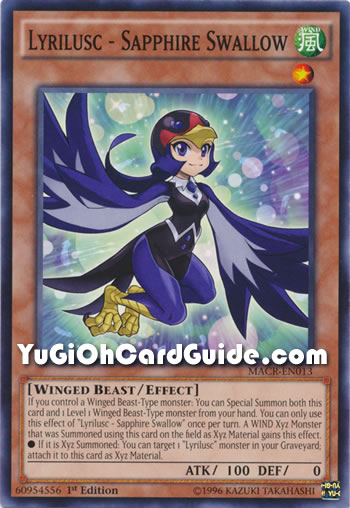 LYRILUSC - SAPPHIRE SWALLOW
WIND
風
YuGiOhCardGuide.com
MACR-EN013
[WINGED BEAST/EFFECT]
If you control a Winged Beast-Type monster: You can Special Summon both this
card and 1 Level 1 Winged Beast-Type monster from your hand. You can only use
this effect of "Lyrilusc - Sapphire Swallow" once per turn. A WIND Xyz Monster
that was Summoned using this card on the field as Xyz Material gains this effect.
● If it is Xyz Summoned: You can target 1 "Lyrilusc" monster in your Graveyard;
attach it to this card as Xyz Material.
ATK/ 100 DEF/ 0
60954556 1st Edition ©1996 KAZUKI TAKAHASHI